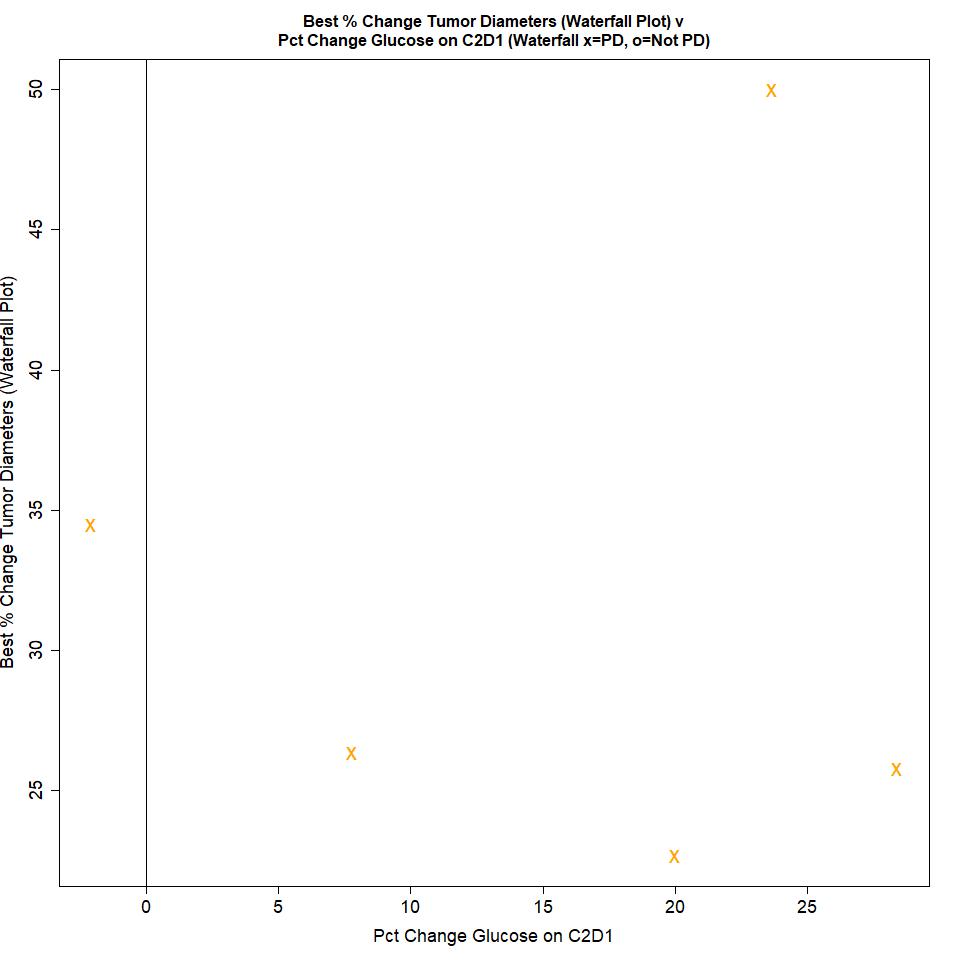 Best % Change Tumor Diameters (Waterfall Plot) v
Pct Change Glucose on C2D1 (Waterfall x=PD, o=Not PD)
50
45
40
35
30
25
Best % Change Tumor Diameters (Waterfall Plot)
X
X
X
X
X
0
5
10
15
20
25
Pct Change Glucose on C2D1